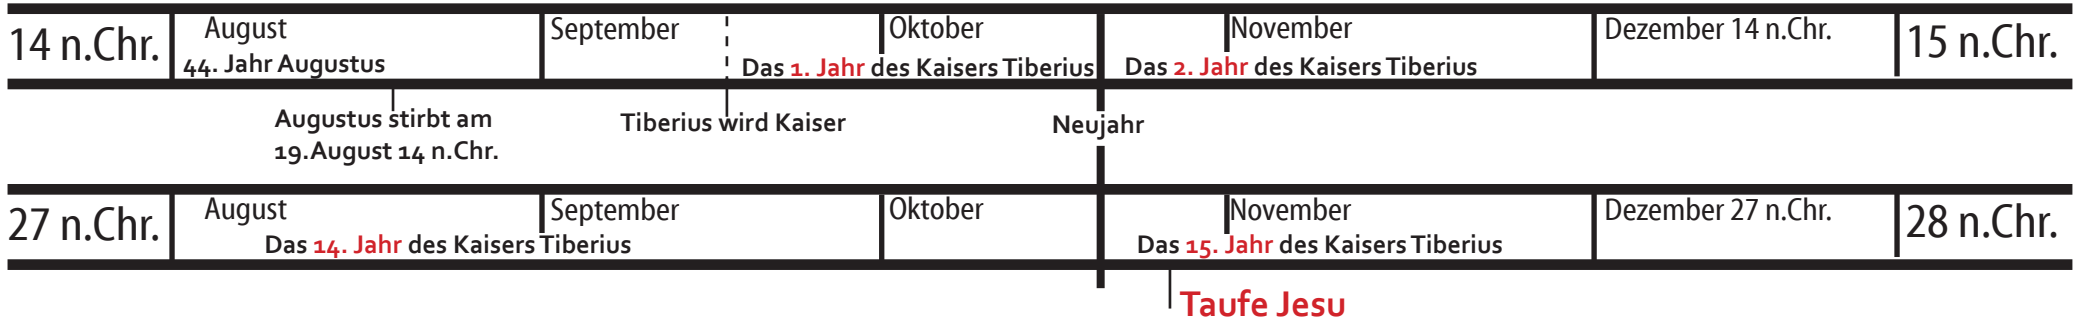 14 n.Chr. August September Oktober November Dezember 14 n.Chr. 15 n.Chr.
44. Jahr Augustus Das 1. Jahr des Kaisers Tiberius Das 2. Jahr des Kaisers Tiberius
Augustus stirbt am Tiberius wird Kaiser Neujahr
19.August 14 n.Chr.
27 n.Chr. August September Oktober November Dezember 27 n.Chr. 28 n.Chr.
Das 14. Jahr des Kaisers Tiberius Das 15. Jahr des Kaisers Tiberius
Taufe Jesu